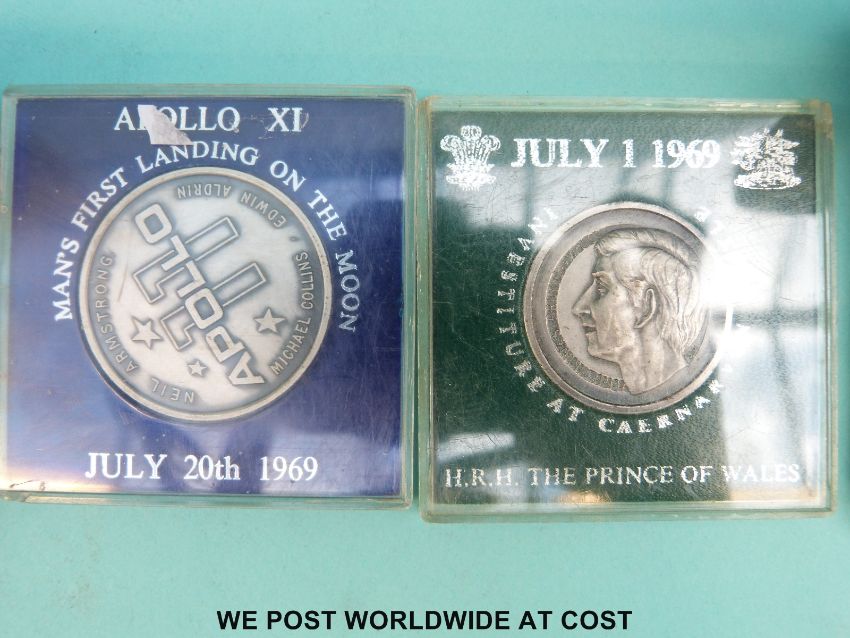 APOLLO XI
MAN'S FIRST LANDING ON THE MOON
NEIL ARMSTRONG
EDWIN ALDRIN
MICHAEL COLLINS
APOLLO 11
JULY 20th 1969
JULY 1 1969
INVESTITURE AT
H.R.H. THE PRINCE OF WALES
WE POST WORLDWIDE AT COST